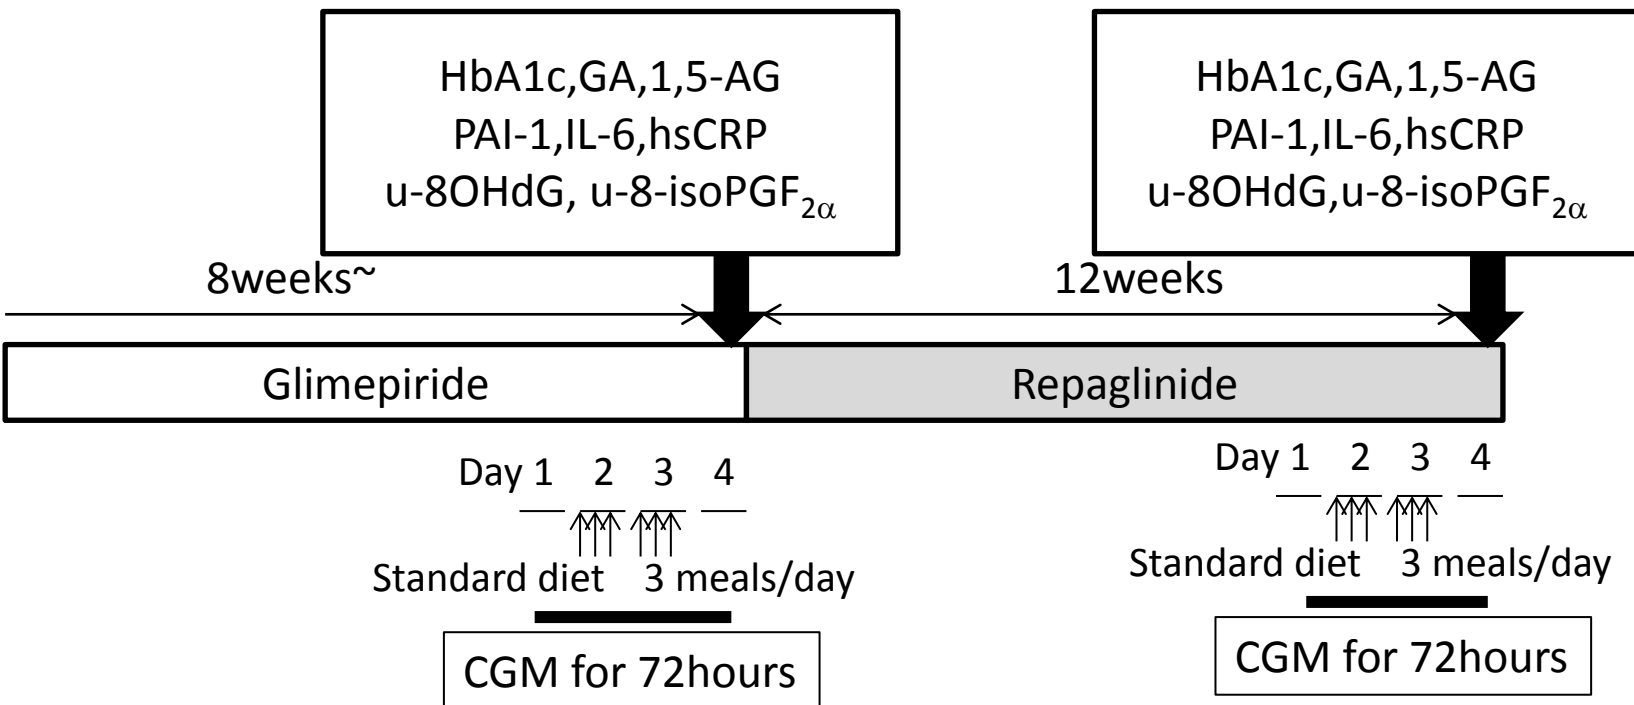 HbA1c,GA,1,5-AG
PAI-1,IL-6,hsCRP
u-8OHdG, u-8-isoPGF2α
HbA1c,GA,1,5-AG
PAI-1,IL-6,hsCRP
u-8OHdG,u-8-isoPGF2α
8weeks~
12weeks
Glimepiride
Repaglinide
Day 1 2 3 4
Standard diet 3 meals/day
CGM for 72hours
Day 1 2 3 4
Standard diet 3 meals/day
CGM for 72hours